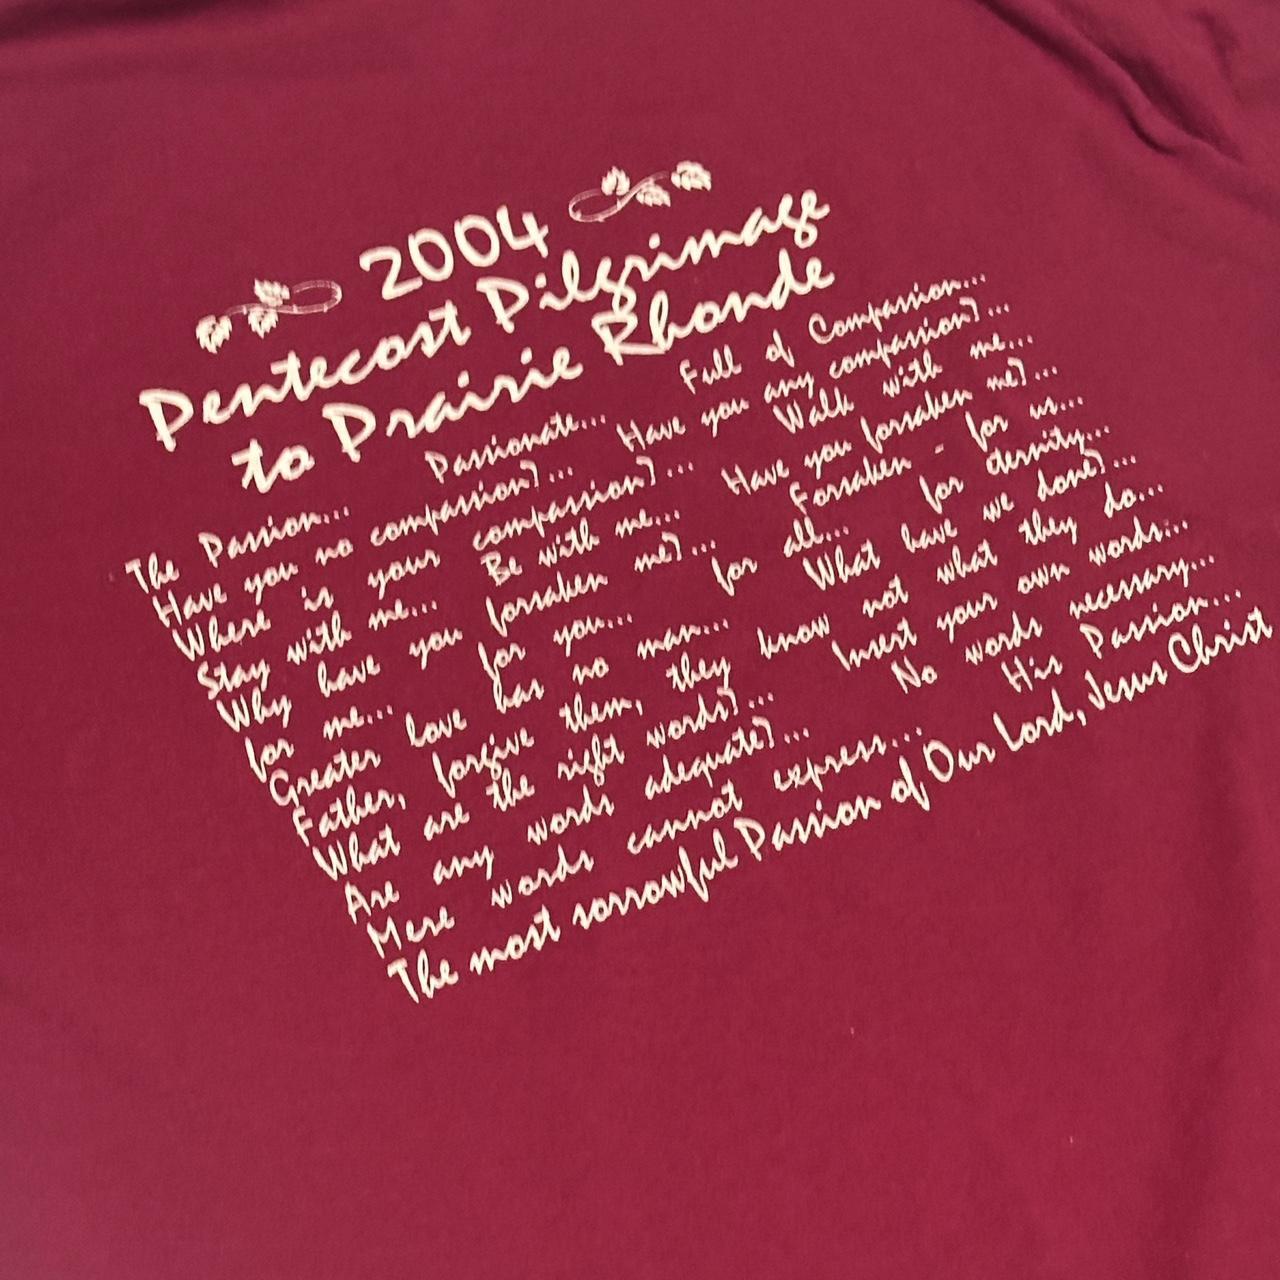 2004
Pentecost Pilgrimage
to Prairie Rhonde
The Passion... Passionate... Full of Compassion...
Have you no compassion?... Have you any compassion?...
Where is your compassion?... Walk with me...
Stay with me... Be with me... Have you forsaken me?...
Why have you forsaken me?... Forsaken - for us...
for me... for you... for all... for eternity...
Greater love has no man... What have we done?...
Father, forgive them, they know not what they do...
What are the right words?... Insert your own words...
Are any words adequate?... No words necessary...
Mere words cannot express... His Passion...
The most sorrowful Passion of Our Lord, Jesus Christ